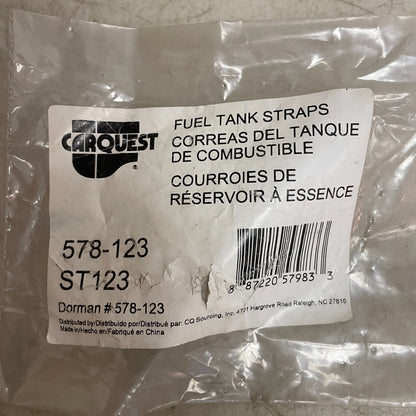 CARQUEST
®
FUEL TANK STRAPS
CORREAS DEL TANQUE
DE COMBUSTIBLE
COURROIES DE
RÉSERVOIR À ESSENCE
578-123
ST123
Dorman # 578-123
8 87220 57983 3
Distributed by/Distribuido por/Distribué par: CQ Sourcing, Inc. 4721 Hargrove Road Raleigh, NC 27616
Made in/Hecho en/Fabriqué en China